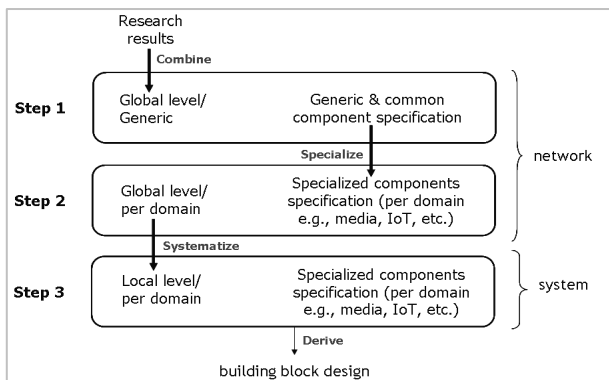 Research
results
Combine
Step 1
Global level/
Generic
Generic & common
component specification
Specialize
network
Step 2
Global level/
per domain
Specialized components
specification (per domain
e.g., media, IoT, etc.)
Systematize
Step 3
Local level/
per domain
Specialized components
specification (per domain
e.g., media, IoT, etc.)
system
Derive
building block design